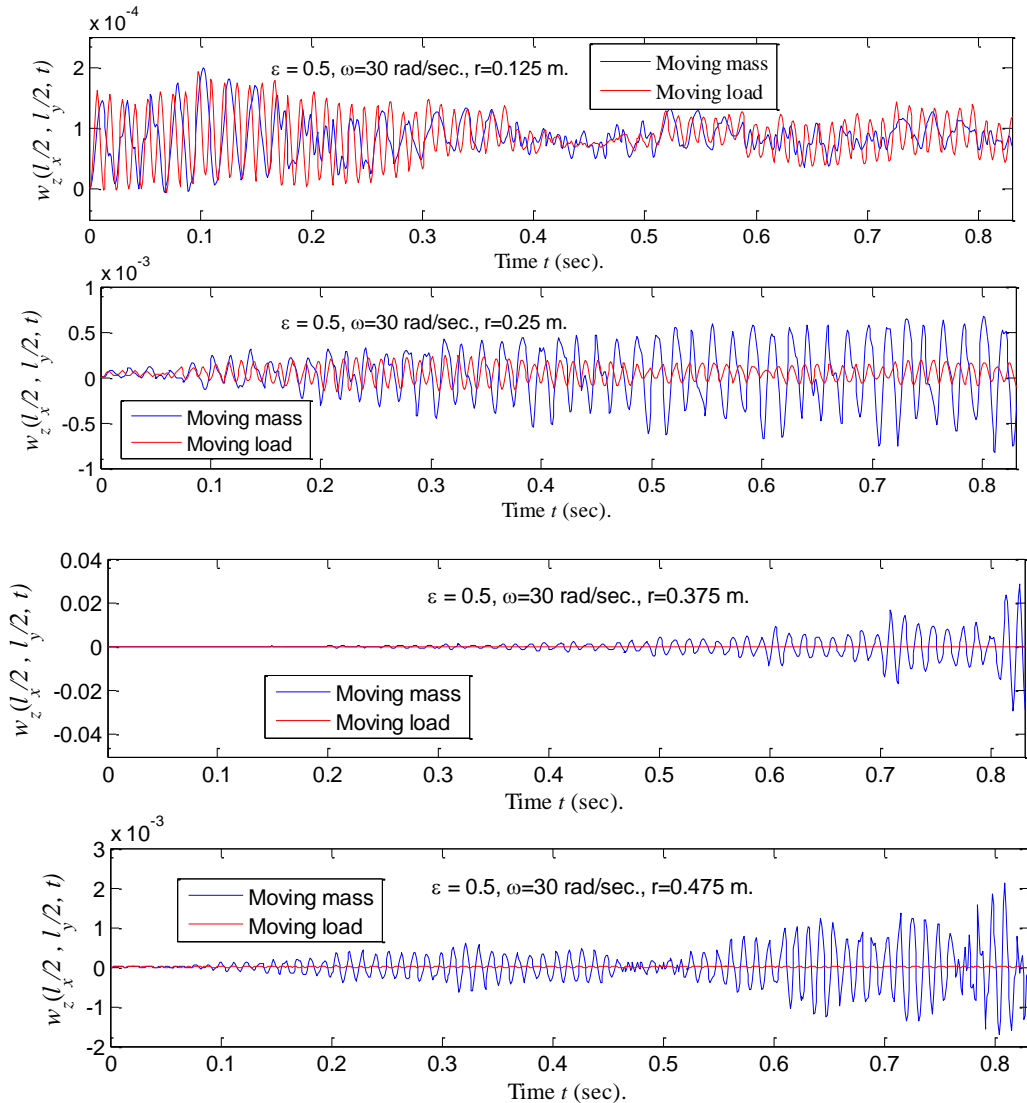 x 10⁻⁴
ε = 0.5, ω=30 rad/sec., r=0.125 m.
Moving mass
Moving load
w_z(l_x/2 , l_y/2, t)
2
1
0
0 0.1 0.2 0.3 0.4 0.5 0.6 0.7 0.8
Time t (sec).
x 10⁻³
ε = 0.5, ω=30 rad/sec., r=0.25 m.
Moving mass
Moving load
w_z(l_x/2 , l_y/2, t)
1
0.5
0
-0.5
-1
0 0.1 0.2 0.3 0.4 0.5 0.6 0.7 0.8
Time t (sec).
ε = 0.5, ω=30 rad/sec., r=0.375 m.
Moving mass
Moving load
w_z(l_x/2 , l_y/2, t)
0.04
0.02
0
-0.02
-0.04
0 0.1 0.2 0.3 0.4 0.5 0.6 0.7 0.8
Time t (sec).
x 10⁻³
ε = 0.5, ω=30 rad/sec., r=0.475 m.
Moving mass
Moving load
w_z(l_x/2 , l_y/2, t)
3
2
1
0
-1
-2
0 0.1 0.2 0.3 0.4 0.5 0.6 0.7 0.8
Time t (sec).